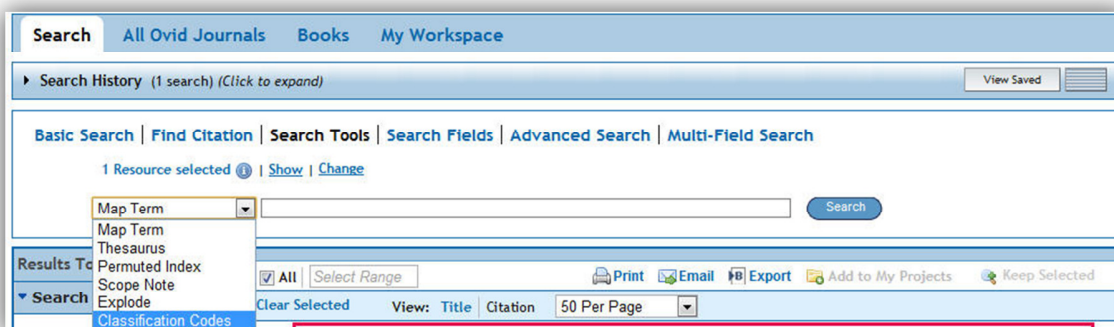 Search All Ovid Journals Books My Workspace
Search History (1 search) (Click to expand) View Saved
Basic Search | Find Citation | Search Tools | Search Fields | Advanced Search | Multi-Field Search
1 Resource selected | Show | Change
Map Term Search
Map Term
Thesaurus
Permuted Index
Scope Note
Explode
Classification Codes
Results To
All Select Range Print Email Export Add to My Projects Keep Selected
Search
Clear Selected View: Title | Citation 50 Per Page